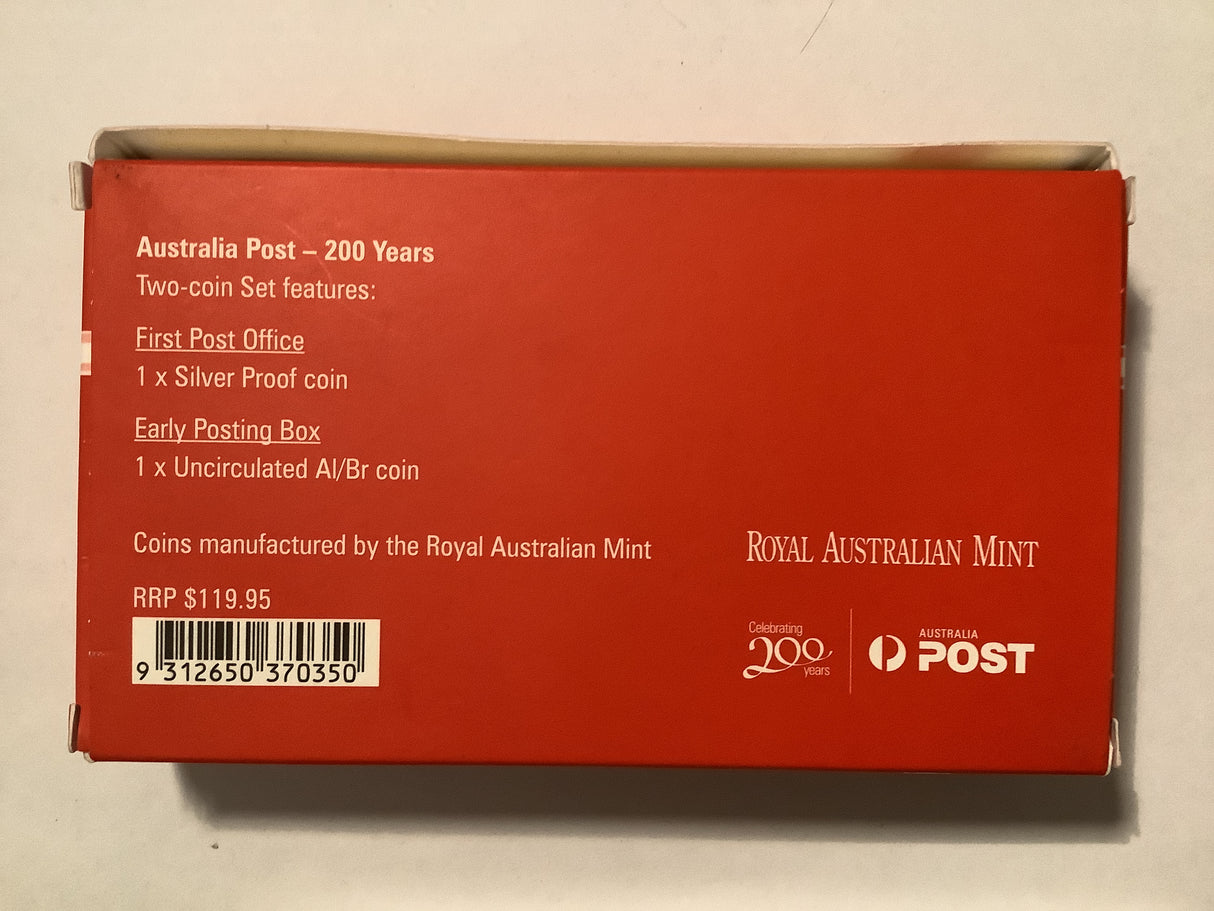 Australia Post – 200 Years
Two-coin Set features:
First Post Office
1 x Silver Proof coin
Early Posting Box
1 x Uncirculated Al/Br coin
Coins manufactured by the Royal Australian Mint
RRP $119.95
9 312650 370350
ROYAL AUSTRALIAN MINT
Celebrating
200
years
AUSTRALIA
POST